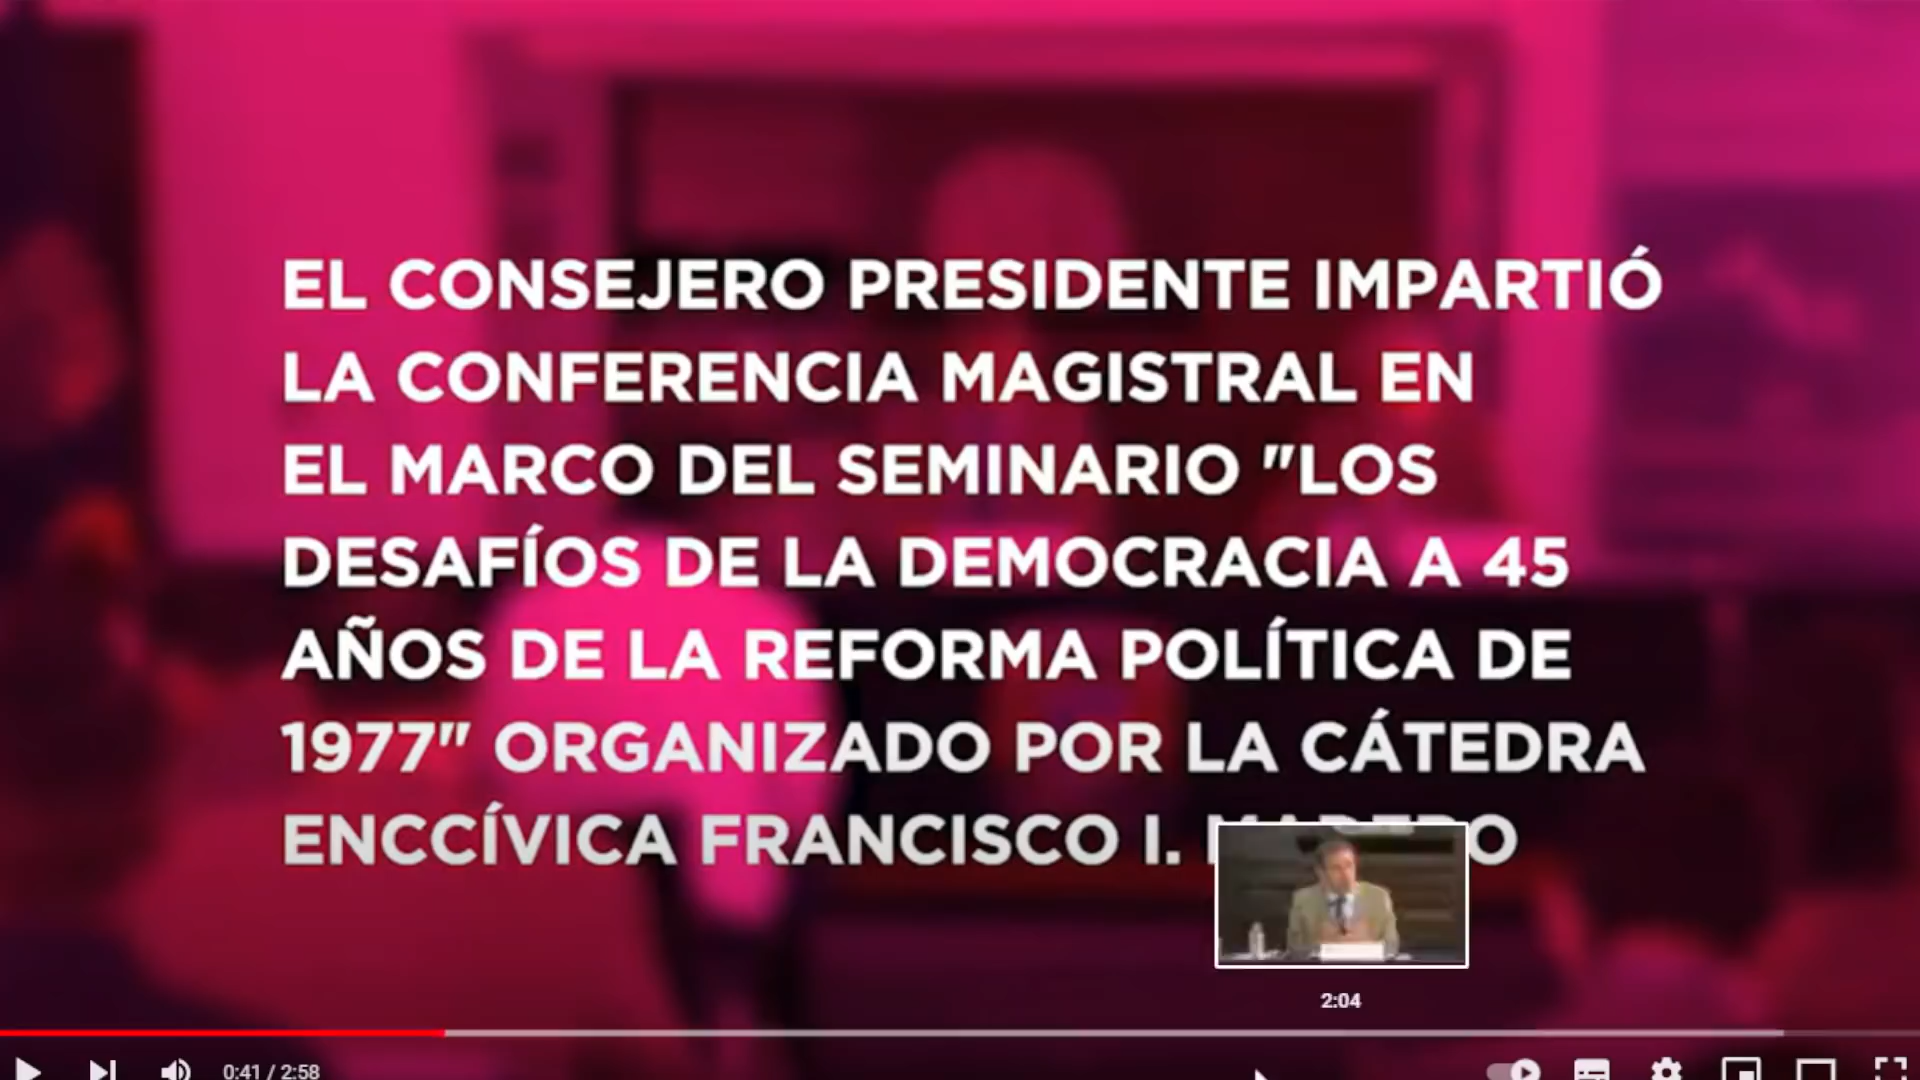 EL CONSEJERO PRESIDENTE IMPARTIÓ
LA CONFERENCIA MAGISTRAL EN
EL MARCO DEL SEMINARIO "LOS
DESAFÍOS DE LA DEMOCRACIA A 45
AÑOS DE LA REFORMA POLÍTICA DE
1977" ORGANIZADO POR LA CÁTEDRA
ENCCÍVICA FRANCISCO I.
2:04
0:41 / 2:58